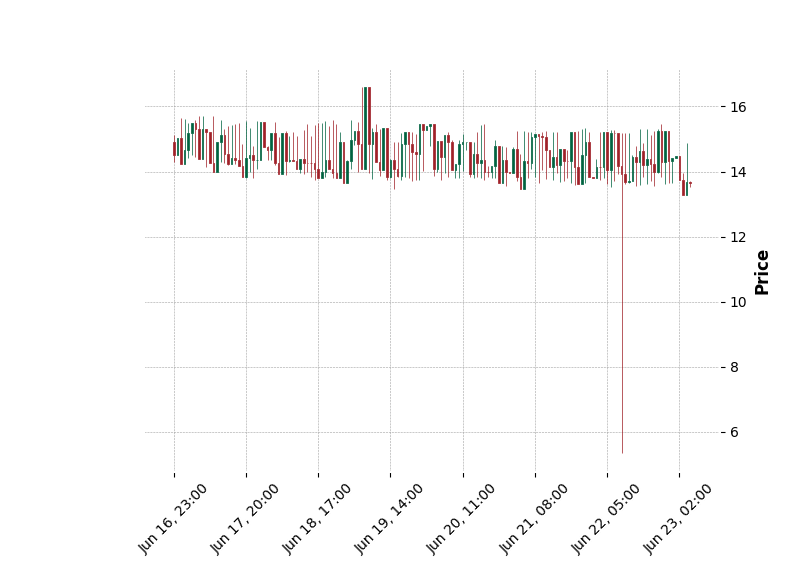 16
14
12
10
8
6
Price
Jun 16, 23:00
Jun 17, 20:00
Jun 18, 17:00
Jun 19, 14:00
Jun 20, 11:00
Jun 21, 08:00
Jun 22, 05:00
Jun 23, 02:00